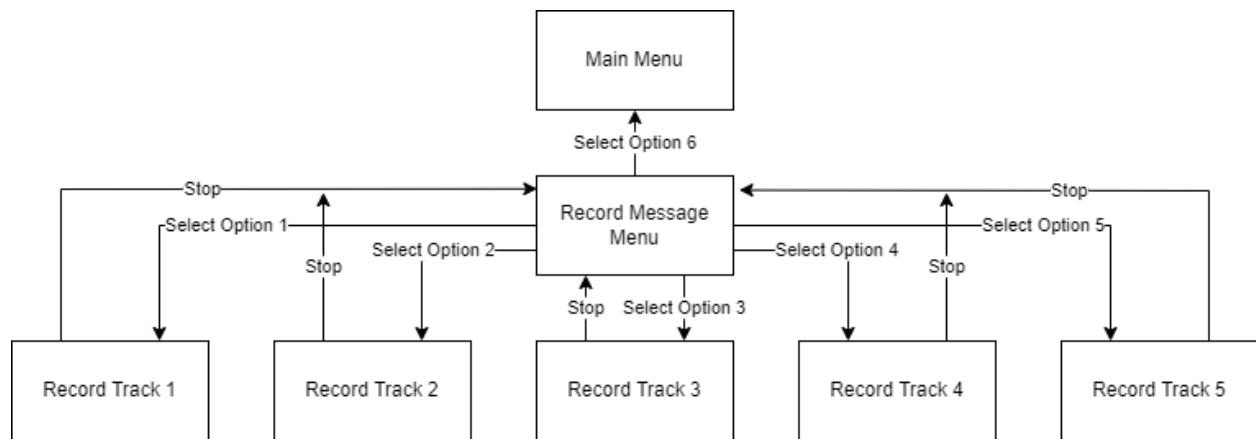 Main Menu
Select Option 6
Stop
Stop
Record Message
Menu
Select Option 1
Select Option 5
Select Option 2
Select Option 4
Stop
Stop
Stop
Select Option 3
Record Track 1
Record Track 2
Record Track 3
Record Track 4
Record Track 5